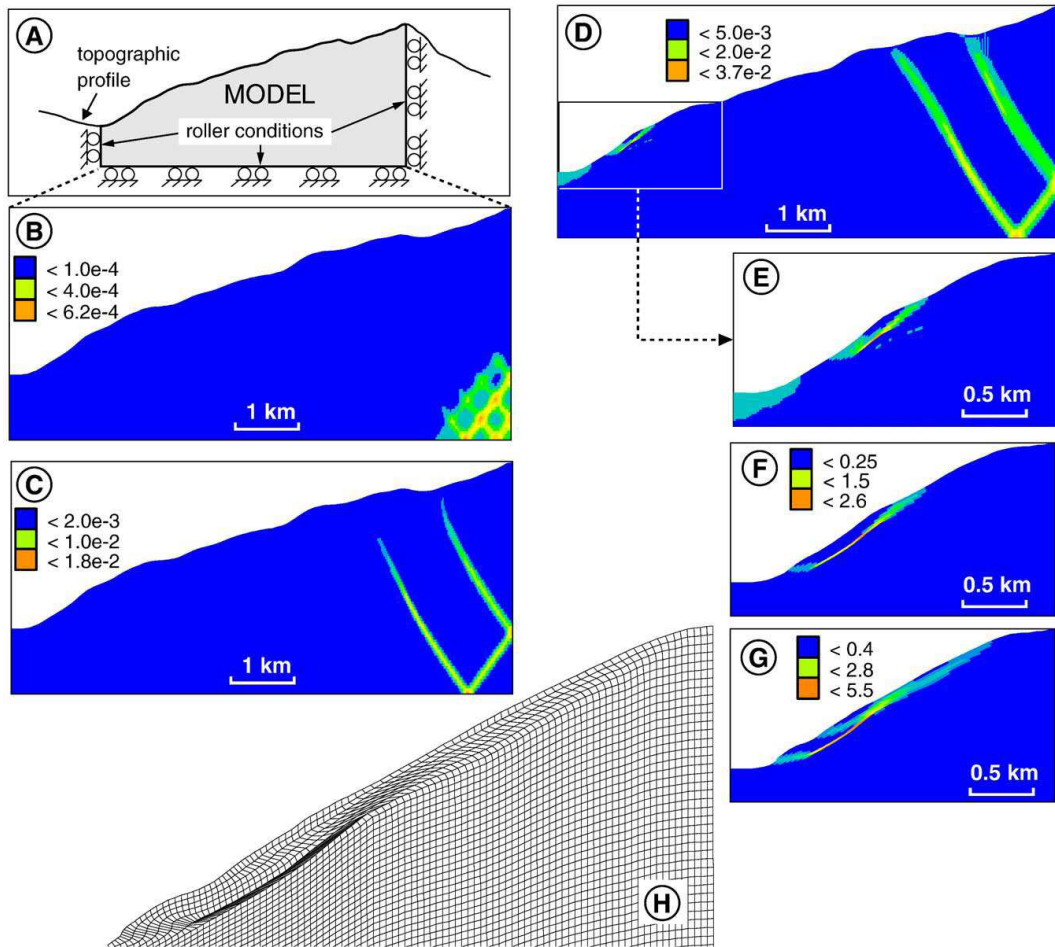 A
topographic
profile
MODEL
roller conditions
B
< 1.0e-4
< 4.0e-4
< 6.2e-4
1 km
C
< 2.0e-3
< 1.0e-2
< 1.8e-2
1 km
D
< 5.0e-3
< 2.0e-2
< 3.7e-2
1 km
E
0.5 km
F
< 0.25
< 1.5
< 2.6
0.5 km
G
< 0.4
< 2.8
< 5.5
0.5 km
H